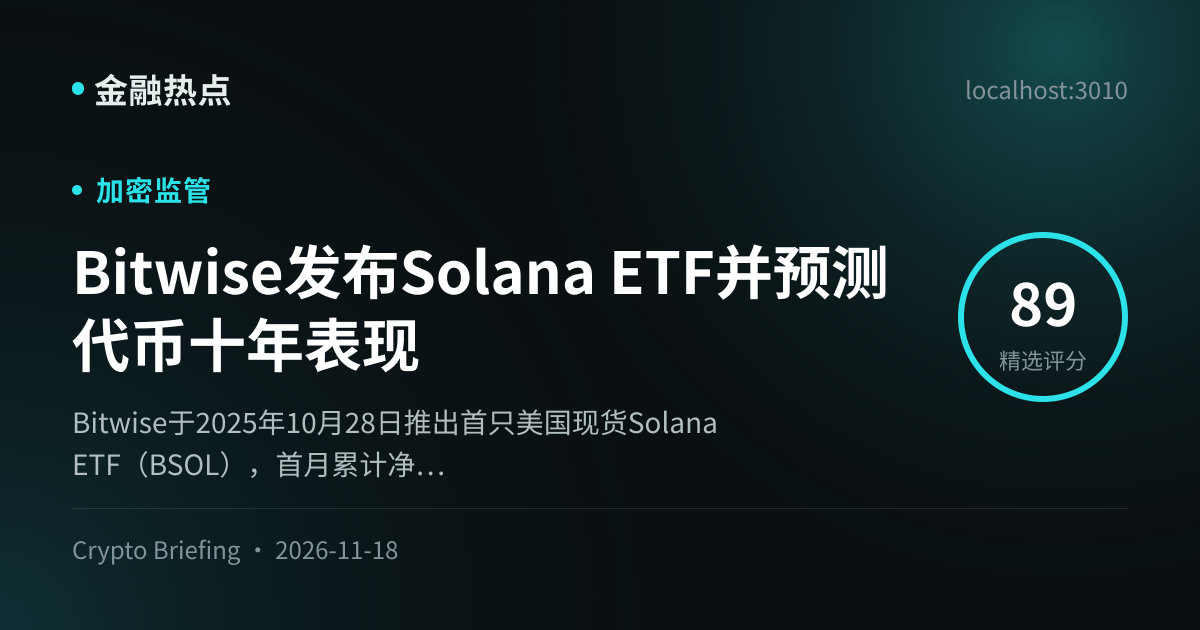 金融热点
localhost:3010
加密监管
Bitwise发布Solana ETF并预测
代币十年表现
89
精选评分
Bitwise于2025年10月28日推出首只美国现货Solana
ETF（BSOL），首月累计净…
Crypto Briefing · 2026-11-18